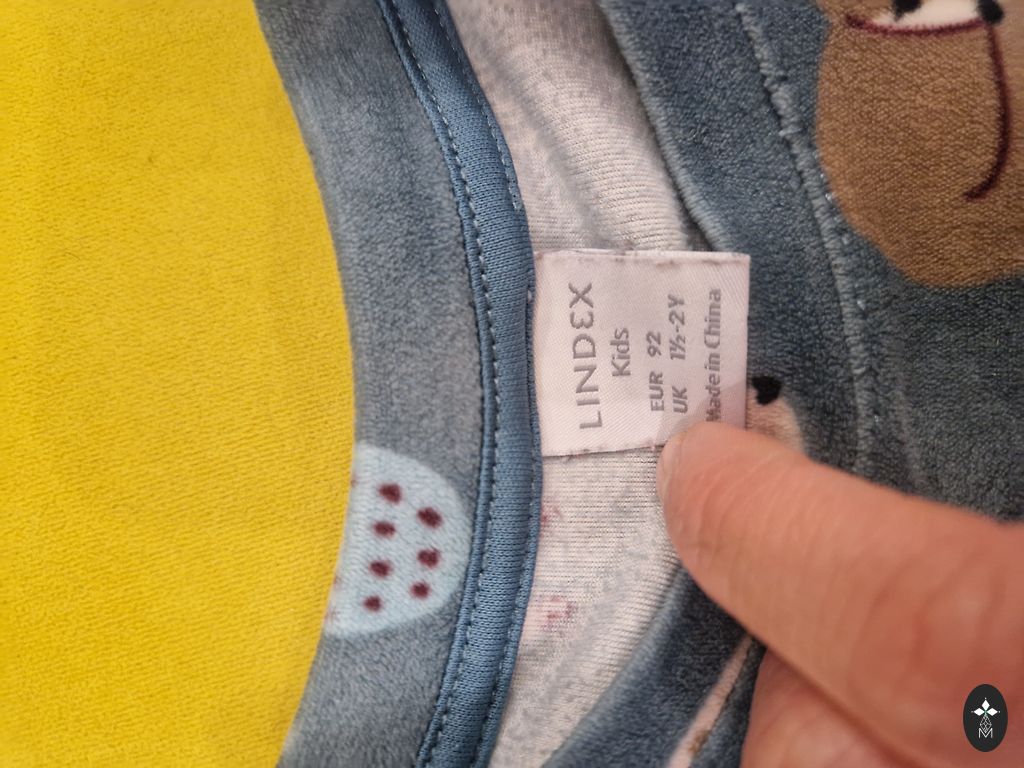 LINDEX
Kids
EUR 92
UK 1½-2Y
Made in China
M